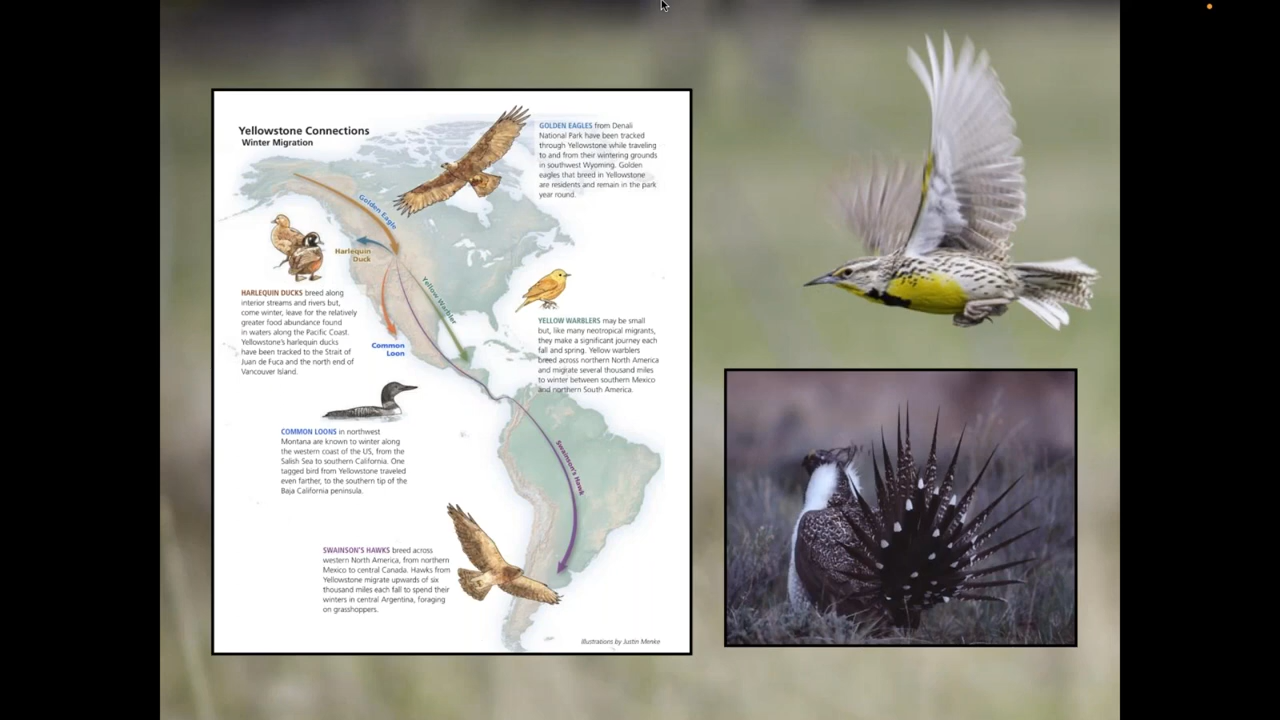 Yellowstone Connections
Winter Migration
GOLDEN EAGLES from Denali
National Park have been tracked
through Yellowstone while traveling
to and from their wintering grounds
in southwest Wyoming. Golden
eagles that breed in Yellowstone
are residents and remain in the park
year round.
Golden Eagle
Harlequin
Duck
HARLEQUIN DUCKS breed along
interior streams and rivers but,
come winter, leave for the relatively
greater food abundance found
in waters along the Pacific Coast.
Yellowstone's harlequin ducks
have been tracked to the Strait of
Juan de Fuca and the north end of
Vancouver Island.
Yellow Warbler
YELLOW WARBLERS may be small
but, like many neotropical migrants,
they make a significant journey each
fall and spring. Yellow warblers
breed across northern North America
and migrate several thousand miles
to winter between southern Mexico
and northern South America.
Common
Loon
COMMON LOONS in northwest
Montana are known to winter along
the western coast of the US, from the
Salish Sea to southern California. One
tagged bird from Yellowstone traveled
even farther, to the southern tip of the
Baja California peninsula.
Swainson's Hawk
SWAINSON'S HAWKS breed across
western North America, from northern
Mexico to central Canada. Hawks from
Yellowstone migrate upwards of six
thousand miles each fall to spend their
winters in central Argentina, foraging
on grasshoppers.
Illustrations by Justin Menke